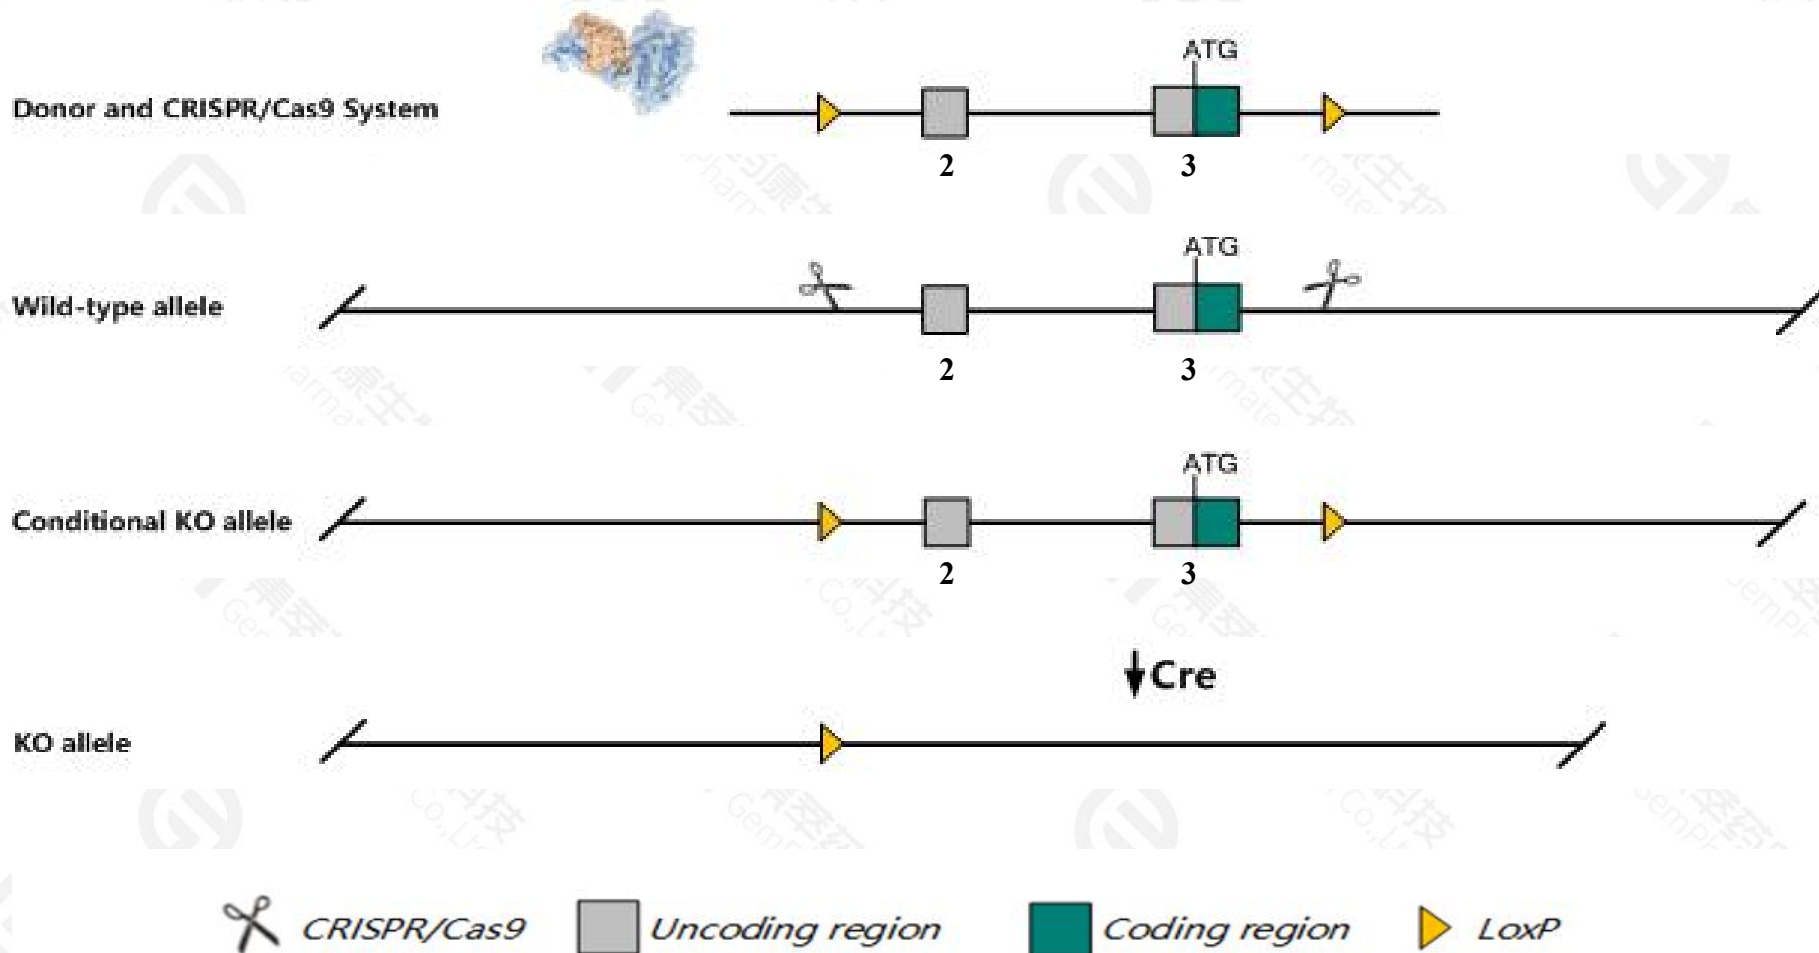 ATG
Donor and CRISPR/Cas9 System
2 3
ATG
Wild-type allele
2 3
ATG
Conditional KO allele
2 3
Cre
KO allele
CRISPR/Cas9 Uncoding region Coding region LoxP